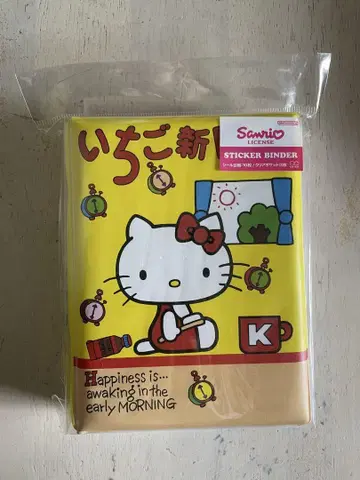 いちご新
Sanrio
LICENSE
STICKER BINDER
K
Happiness is...
awaking in the
early MORNING